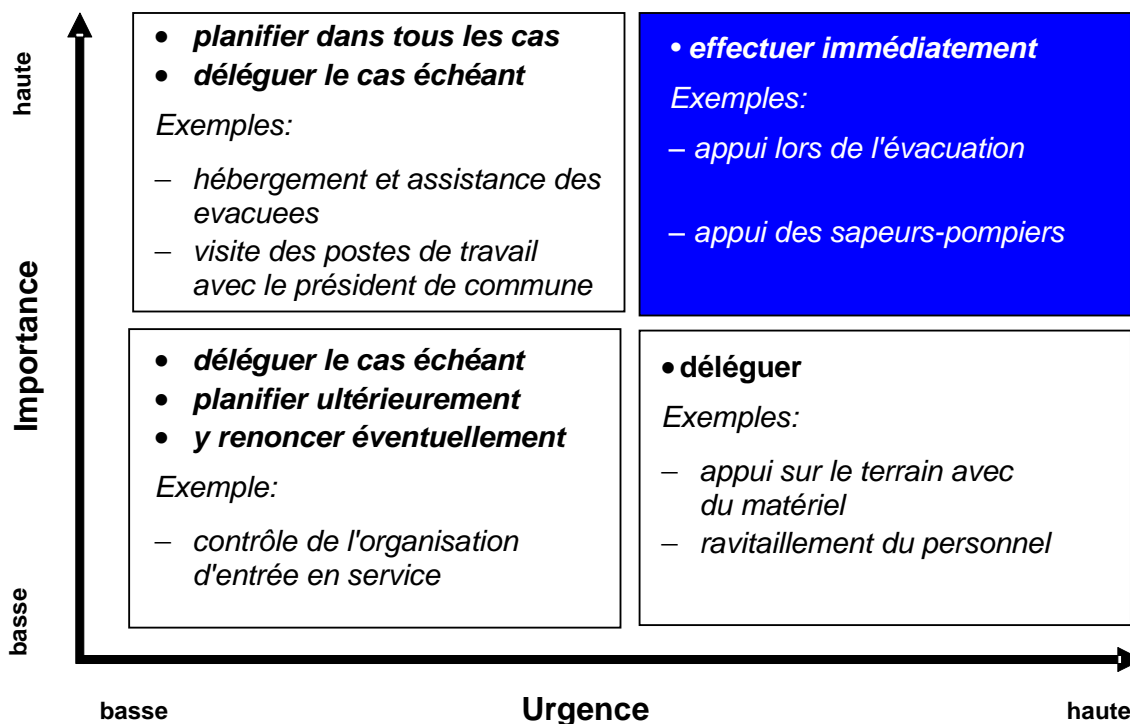 haute
Importance
basse
• planifier dans tous les cas
• déléguer le cas échéant
Exemples:
– hébergement et assistance des
evacuees
– visite des postes de travail
avec le président de commune
• effectuer immédiatement
Exemples:
– appui lors de l'évacuation
– appui des sapeurs-pompiers
• déléguer le cas échéant
• planifier ultérieurement
• y renoncer éventuellement
Exemple:
– contrôle de l'organisation
d'entrée en service
• déléguer
Exemples:
– appui sur le terrain avec
du matériel
– ravitaillement du personnel
basse
Urgence
haute